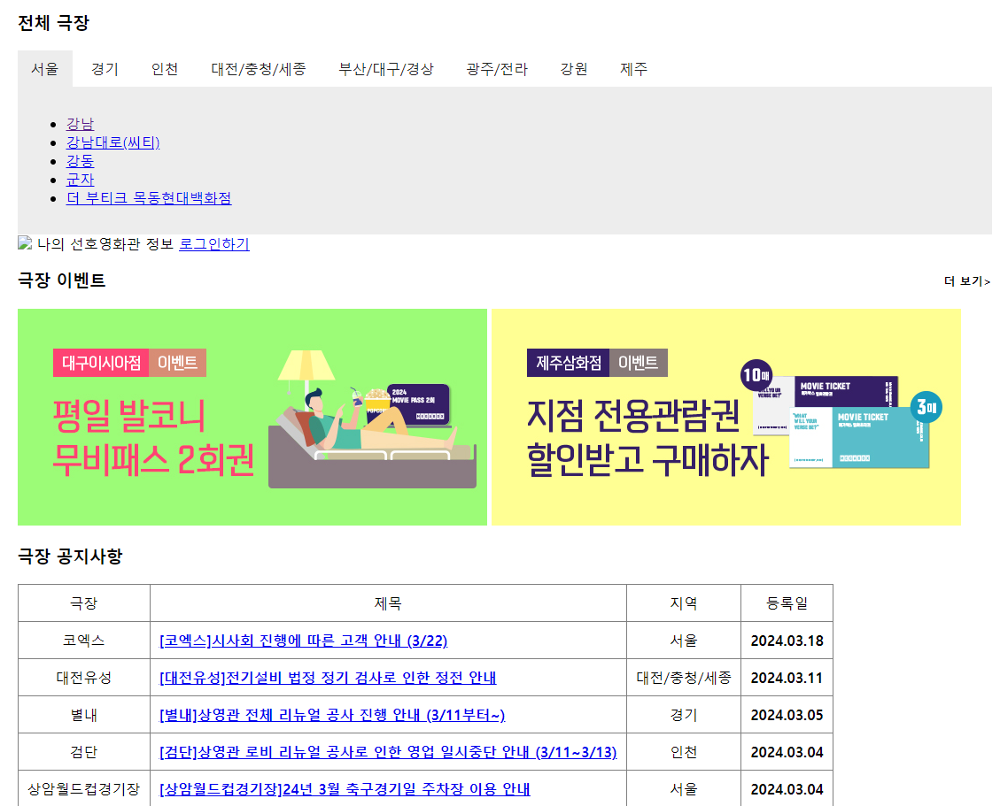 전체 극장
서울 경기 인천 대전/충청/세종 부산/대구/경상 광주/전라 강원 제주
강남
강남대로(씨티)
강동
군자
더 부티크 목동현대백화점
나의 선호영화관 정보 로그인하기
극장 이벤트 더 보기>
대구이시아점 이벤트
평일 발코니
무비패스 2회권
2024
MOVIE PASS 2회
제주삼화점 이벤트
지점 전용관람권
할인받고 구매하자
10매
MOVIE TICKET
3매
"WHAT
WILL YOUR
VERSE BE?"
MOVIE TICKET
극장 공지사항
극장 제목 지역 등록일
코엑스 [코엑스]시사회 진행에 따른 고객 안내 (3/22) 서울 2024.03.18
대전유성 [대전유성]전기설비 법정 정기 검사로 인한 정전 안내 대전/충청/세종 2024.03.11
별내 [별내]상영관 전체 리뉴얼 공사 진행 안내 (3/11부터~) 경기 2024.03.05
검단 [검단]상영관 로비 리뉴얼 공사로 인한 영업 일시중단 안내 (3/11~3/13) 인천 2024.03.04
상암월드컵경기장 [상암월드컵경기장]24년 3월 축구경기일 주차장 이용 안내 서울 2024.03.04